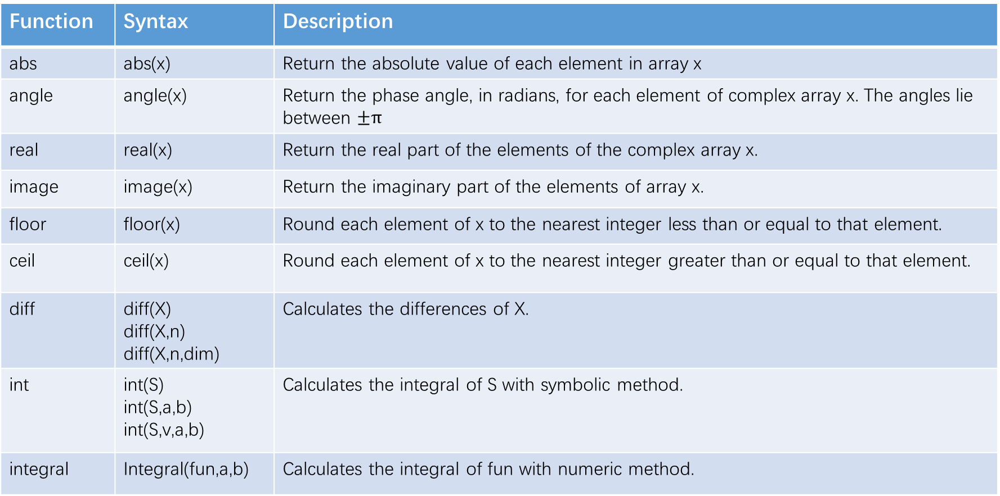 Function Syntax Description
abs abs(x) Return the absolute value of each element in array x
angle angle(x) Return the phase angle, in radians, for each element of complex array x. The angles lie
between ±π
real real(x) Return the real part of the elements of the complex array x.
image image(x) Return the imaginary part of the elements of array x.
floor floor(x) Round each element of x to the nearest integer less than or equal to that element.
ceil ceil(x) Round each element of x to the nearest integer greater than or equal to that element.
diff diff(X) Calculates the differences of X.
diff(X,n)
diff(X,n,dim)
int int(S) Calculates the integral of S with symbolic method.
int(S,a,b)
int(S,v,a,b)
integral Integral(fun,a,b) Calculates the integral of fun with numeric method.